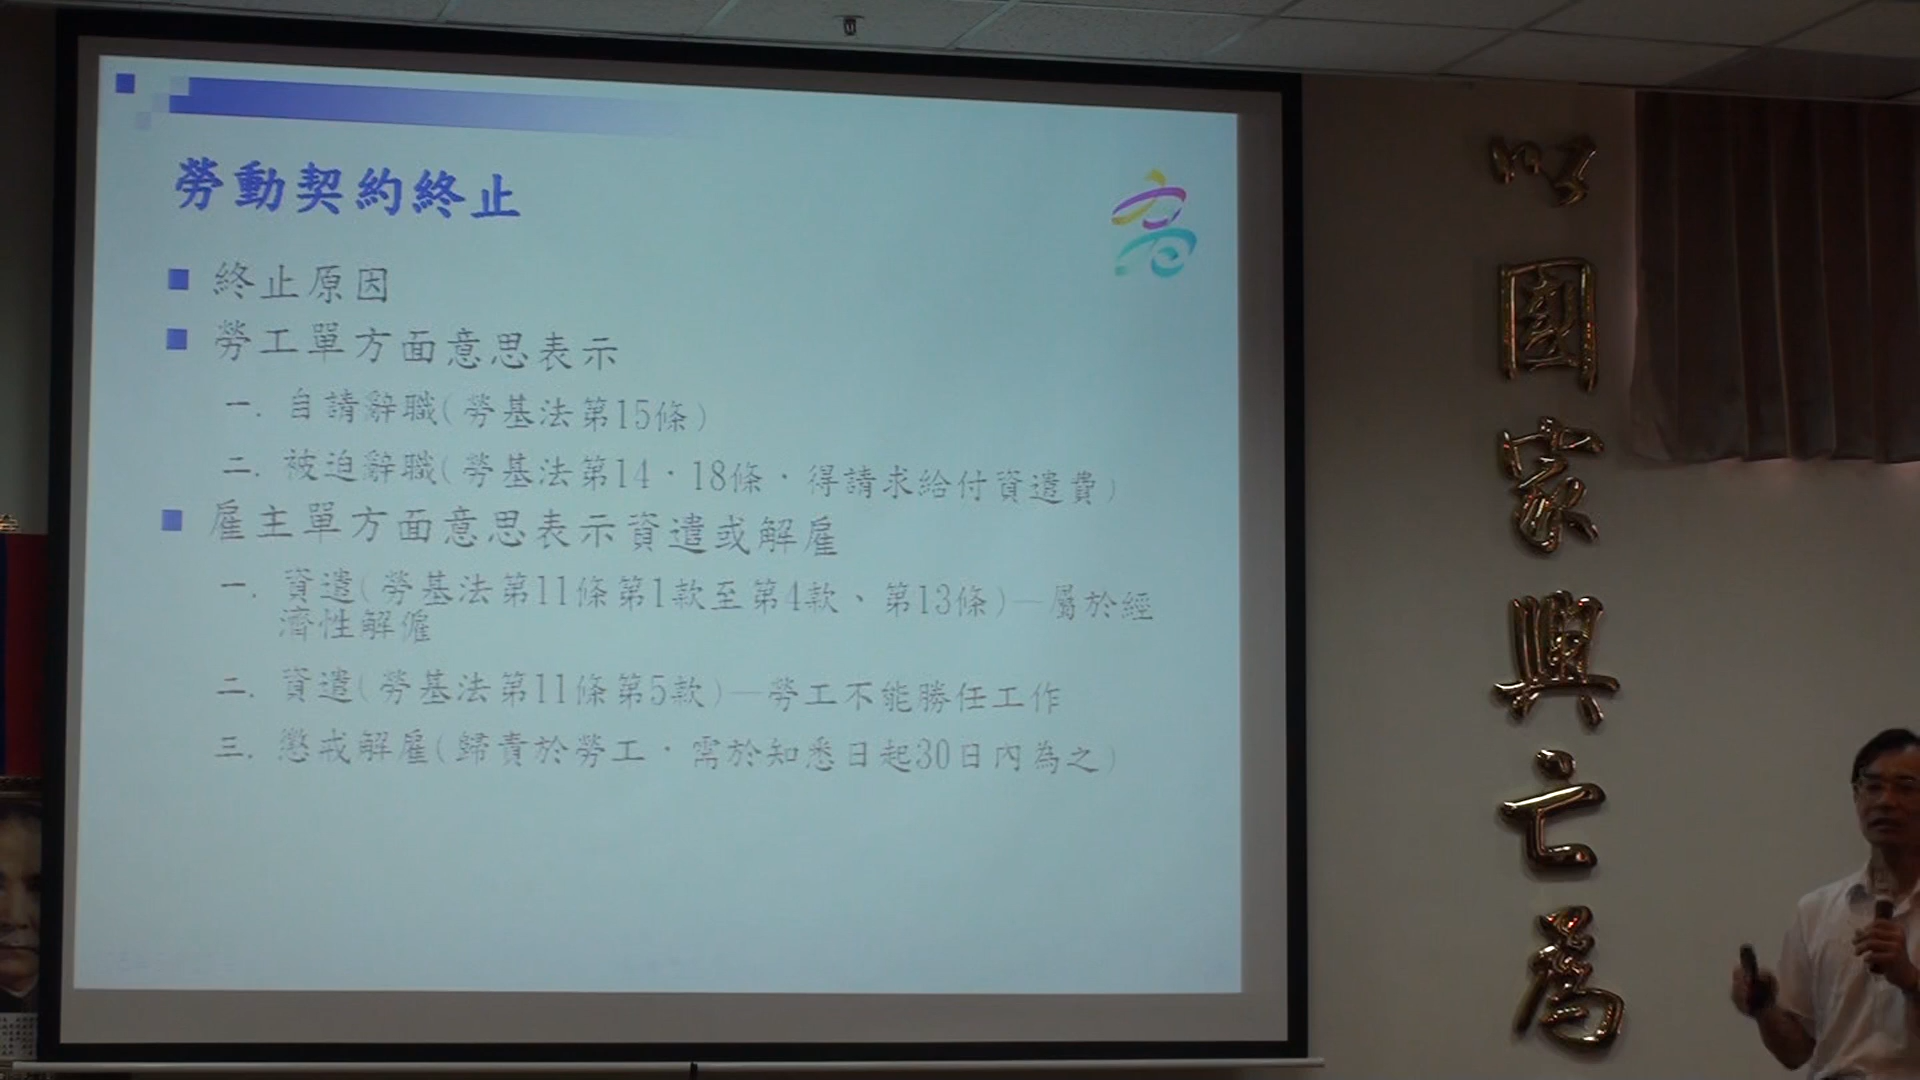 勞動契約終止
終止原因
勞工單方面意思表示
一. 自請辭職(勞基法第15條)
二. 被迫辭職(勞基法第14‧18條‧得請求給付資遣費)
雇主單方面意思表示資遣或解雇
一. 資遣(勞基法第11條第1款至第4款、第13條)—屬於經
濟性解僱
二. 資遣(勞基法第11條第5款)—勞工不能勝任工作
三. 懲戒解雇(歸責於勞工‧需於知悉日起30日內為之)
以國家興亡為